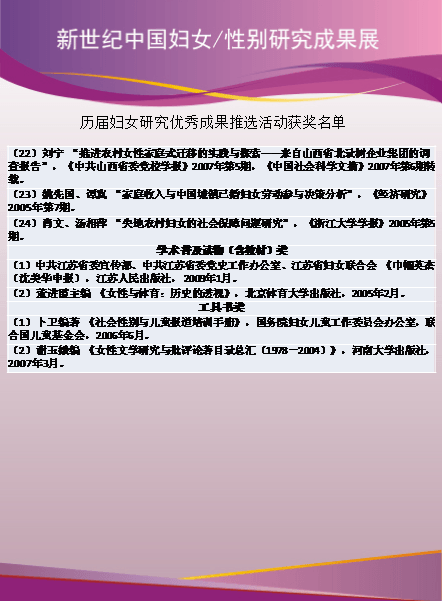 新世纪中国妇女/性别研究成果展
历届妇女研究优秀成果推选活动获奖名单
（22）刘宁 “推进农村女性家庭式迁移的实践与探索——来自山西省北京树企业集团的调
查报告”，《中共山西省委党校学报》2007年第5期，《中国社会科学文摘》2007年第6期转
载。
（23）姚先国、谭岚 “家庭收入与中国城镇已婚妇女劳动参与决策分析”，《经济研究》
2005年第7期。
（24）肖文、汤相萍 “失地农村妇女的社会保障问题研究”，《浙江大学学报》2005年第5
期。
学术普及读物（含教材）奖
（1）中共江苏省委宣传部、中共江苏省委党史工作办公室、江苏省妇女联合会 《巾帼英杰
（沈美华申报），江苏人民出版社，2009年1月。
（2）董进霞主编 《女性与体育：历史的透视》，北京体育大学出版社，2005年2月。
工具书奖
（1）卜卫编著 《社会性别与儿童报道培训手册》，国务院妇女儿童工作委员会办公室，联
合国儿童基金会，2006年6月。
（2）谢玉娥编 《女性文学研究与批评论著目录总汇（1978－2004）》，河南大学出版社，
2007年3月。